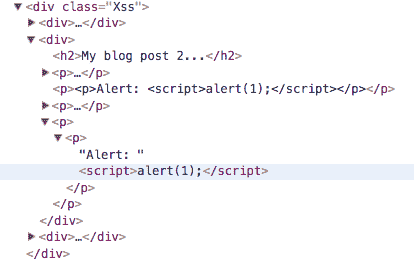 ▼<div class="Xss">
▶<div>…</div>
▼<div>
<h2>My blog post 2...</h2>
▶<p>…</p>
<p><p>Alert: <script>alert(1);</script></p></p>
▶<p>…</p>
▼<p>
▼<p>
"Alert: "
<script>alert(1);</script>
</p>
</p>
</div>
▶<div>…</div>
</div>